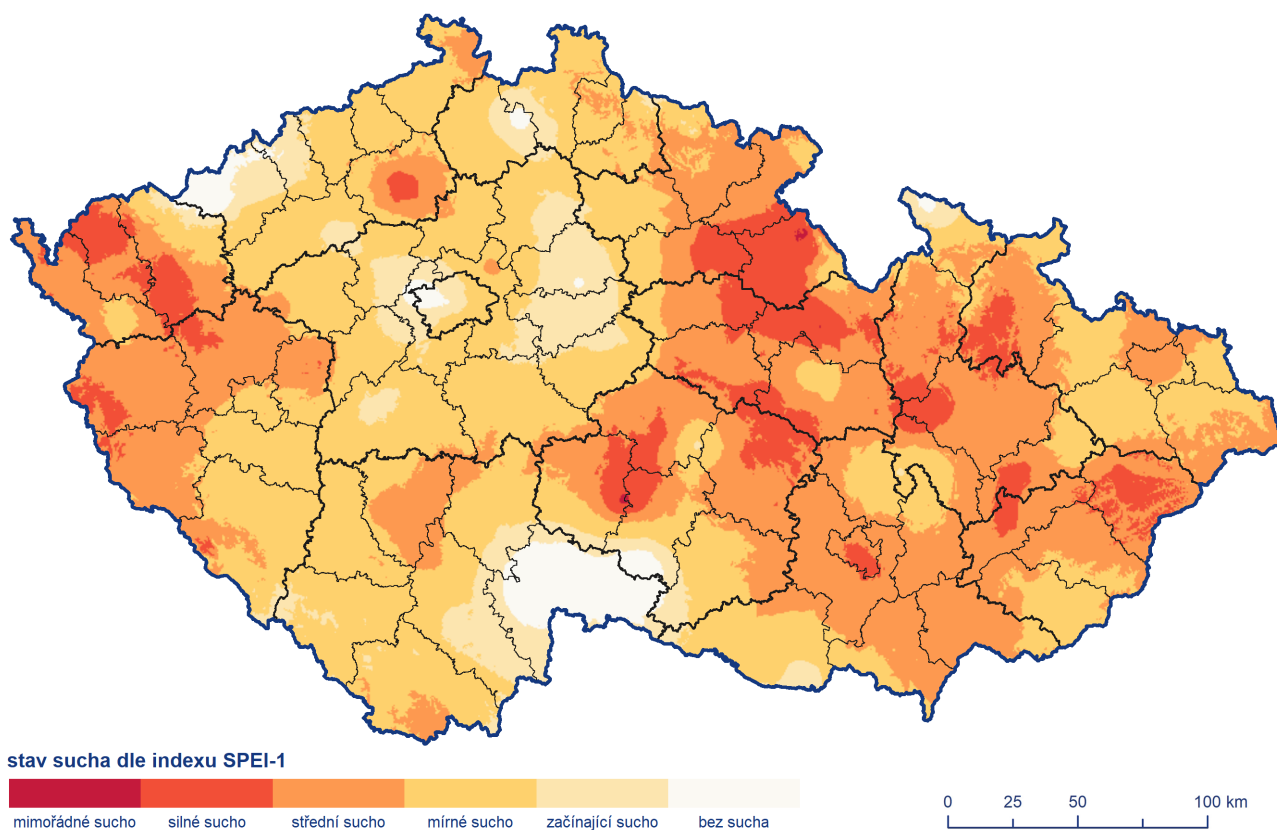 stav sucha dle indexu SPEI-1
mimořádné sucho silné sucho střední sucho mírné sucho začínající sucho bez sucha
0 25 50 100 km